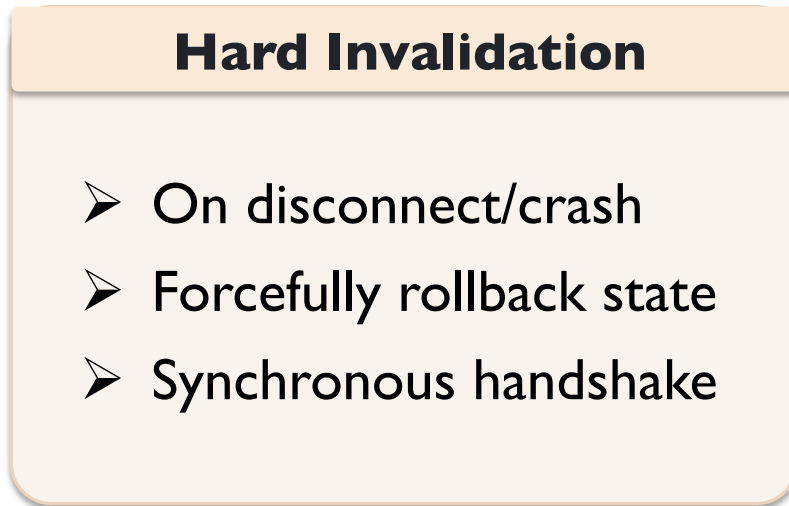 Hard Invalidation
➢ On disconnect/crash
➢ Forcefully rollback state
➢ Synchronous handshake